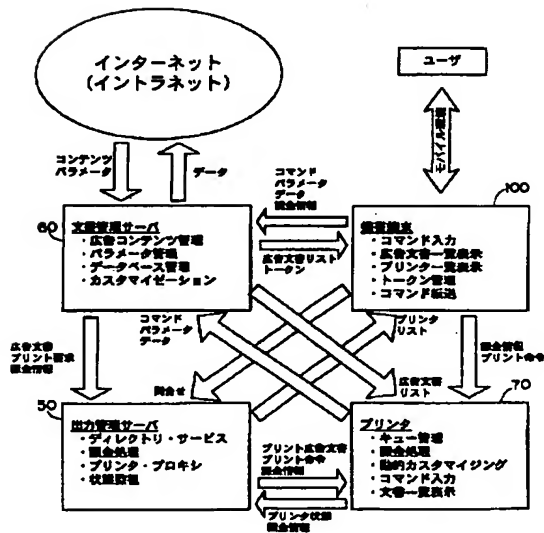 インターネット
(イントラネット)
ユーザ
コンテンツ
パラメータ
データ
コマンド
パラメータ
データ
課金情報
100
60
文書管理サーバ
・広告コンテンツ管理
・パラメータ管理
・データベース管理
・カスタマイゼーション
広告文書リスト
トークン
・コマンド入力
・広告文書一覧表示
・プリンタ一覧表示
・トークン管理
・コマンド転送
コマンド
パラメータ
データ
プリンタ
リスト
広告文書
プリント要求
課金情報
問合せ
広告文書
リスト
課金情報
プリント命令
50
70
出力管理サーバ
・ディレクトリ・サービス
・課金処理
・プリンタ・プロキシ
・状態監視
プリント広告文書
プリント命令
課金情報
プリンタ状態
課金情報
プリンタ
・キュー管理
・課金処理
・動的カスタマイジング
・コマンド入力
・文書一覧表示